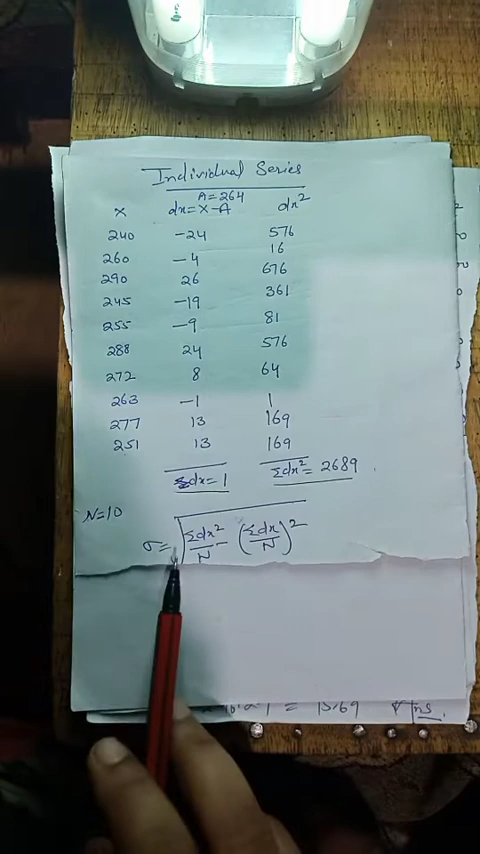 Individual Series
A=264
x dx=X-A dx²
240 -24 576
260 -4 16
290 26 676
245 -19 361
255 -9 81
288 24 576
272 8 64
263 -1 1
277 13 169
251 13 169
Σdx=1 Σdx²= 2689
N=10
σ= √Σdx²/N - (Σdx/N)²
= 15.69 Ans.